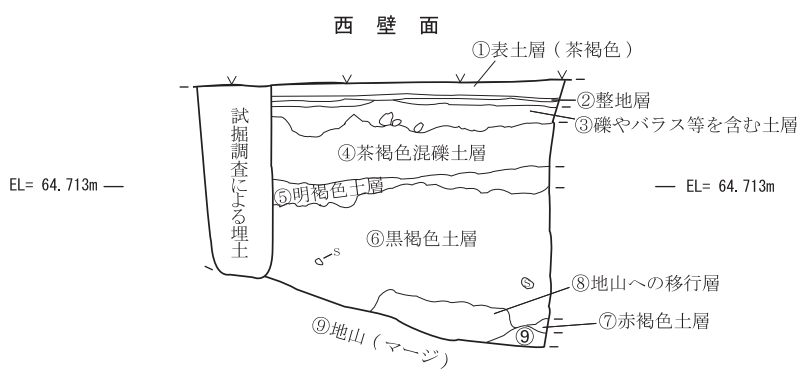 西 壁 面
①表土層（茶褐色）
②整地層
③礫やバラス等を含む土層
④茶褐色混礫土層
試掘調査による埋土
EL= 64.713m
⑤明褐色土層
EL= 64.713m
⑥黒褐色土層
s
S
⑧地山への移行層
⑦赤褐色土層
⑨地山（マージ）
⑨